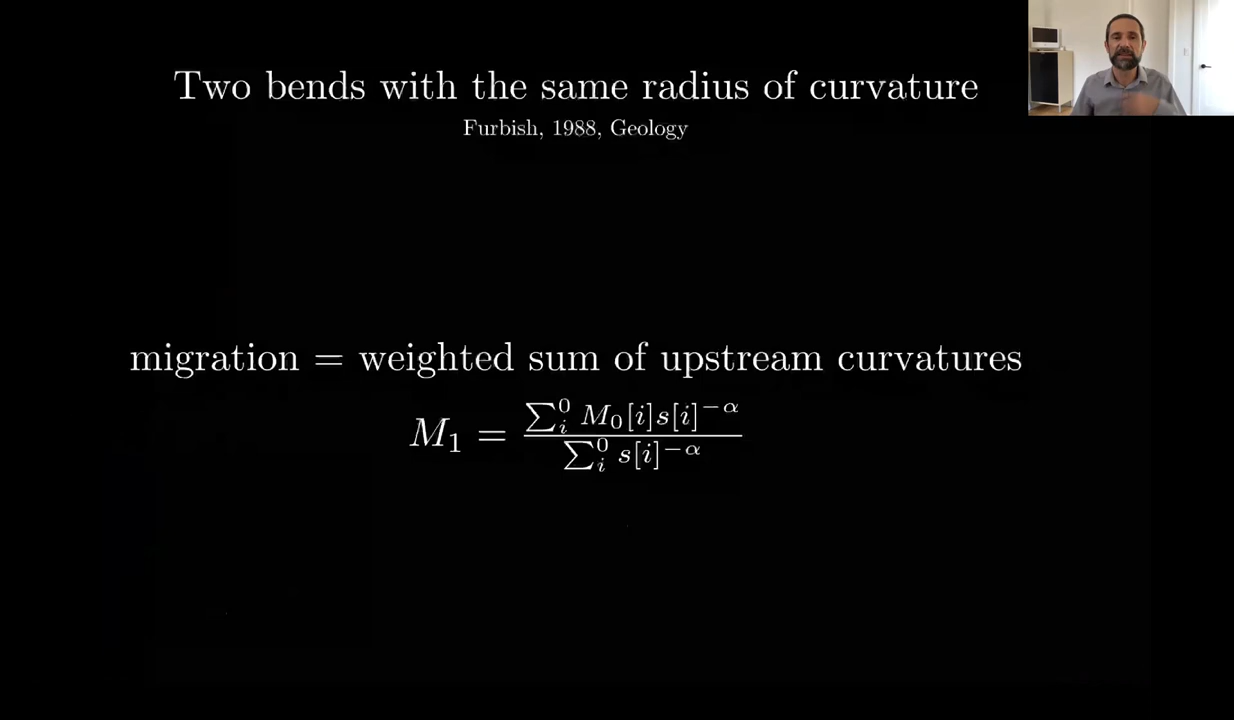 Two bends with the same radius of curvature
Furbish, 1988, Geology
migration = weighted sum of upstream curvatures
$M_1 = \frac{\sum_i^0 M_0[i]s[i]^{-\alpha}}{\sum_i^0 s[i]^{-\alpha}}$